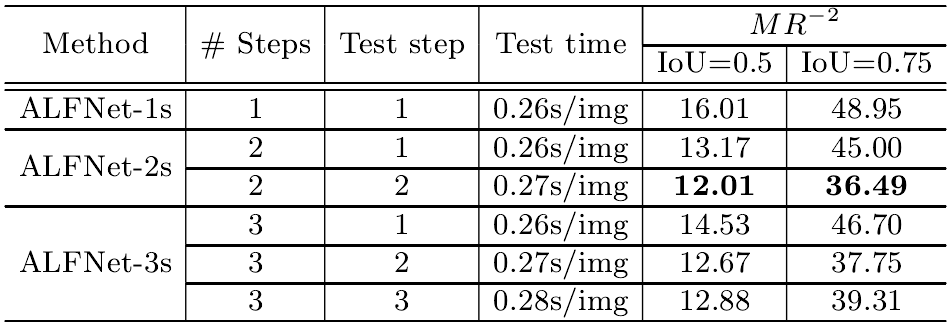 Method # Steps Test step Test time MR−2
IoU=0.5 IoU=0.75
ALFNet-1s 1 1 0.26s/img 16.01 48.95
ALFNet-2s 2 1 0.26s/img 13.17 45.00
2 2 0.27s/img 12.01 36.49
ALFNet-3s 3 1 0.26s/img 14.53 46.70
3 2 0.27s/img 12.67 37.75
3 3 0.28s/img 12.88 39.31